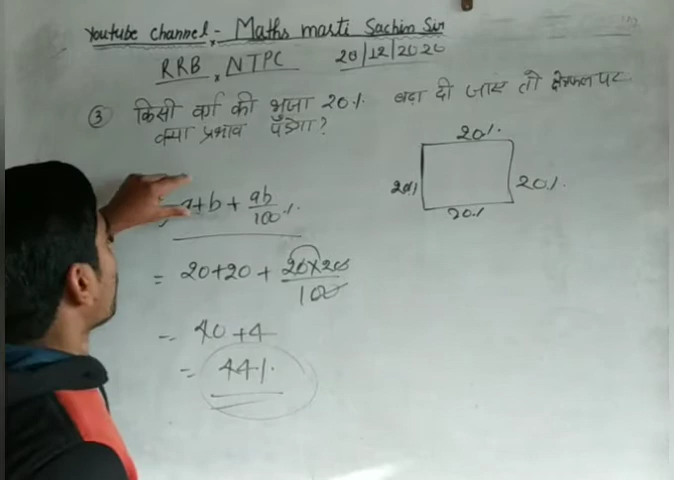 Youtube channel - Maths masti Sachin Sir
RRB, NTPC 20/12/2020
③ किसी वर्ग की भुजा 20% बढ़ा दी जाए तो क्षेत्रफल पर
क्या प्रभाव पड़ेगा?
20%
20%
20%
20%
a+b + ab/100 %
= 20+20 + 20×20/100
= 40+4
= 44%